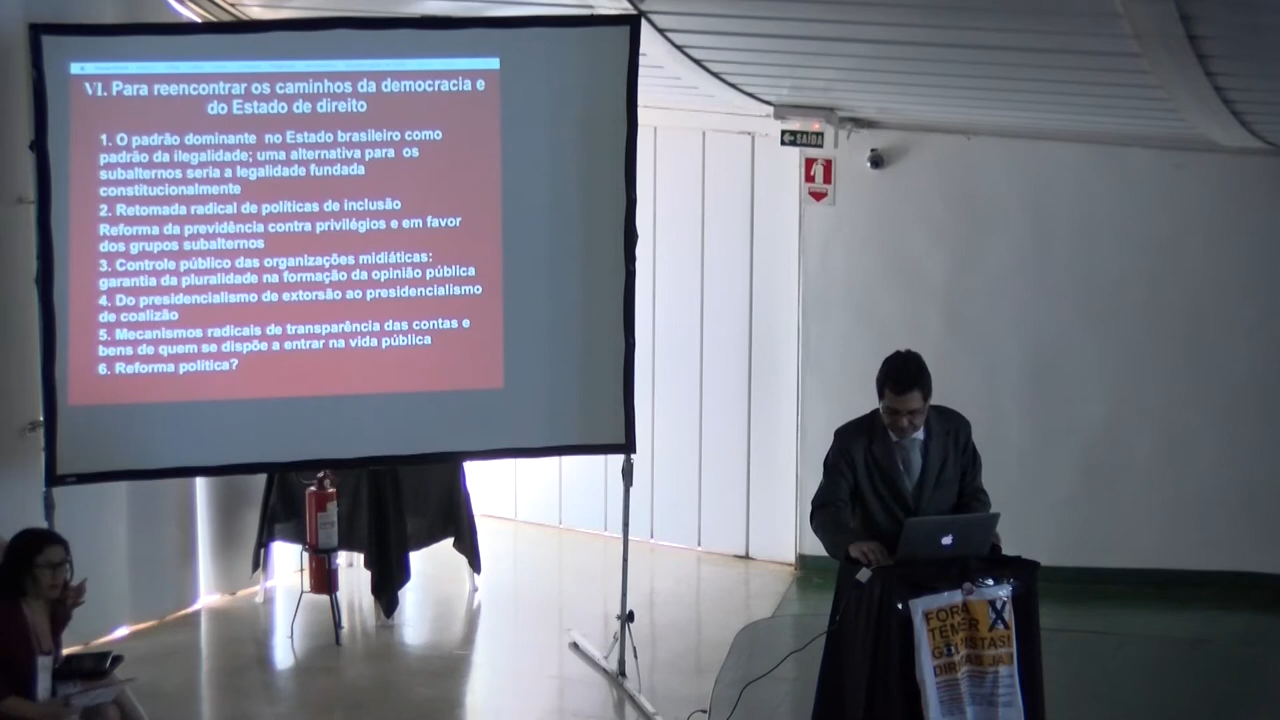 VI. Para reencontrar os caminhos da democracia e
do Estado de direito
1. O padrão dominante no Estado brasileiro como
padrão da ilegalidade; uma alternativa para os
subalternos seria a legalidade fundada
constitucionalmente
2. Retomada radical de políticas de inclusão
Reforma da previdência contra privilégios e em favor
dos grupos subalternos
3. Controle público das organizações midiáticas:
garantia da pluralidade na formação da opinião pública
4. Do presidencialismo de extorsão ao presidencialismo
de coalizão
5. Mecanismos radicais de transparência das contas e
bens de quem se dispõe a entrar na vida pública
6. Reforma política?
SAÍDA
FORA
TEMER